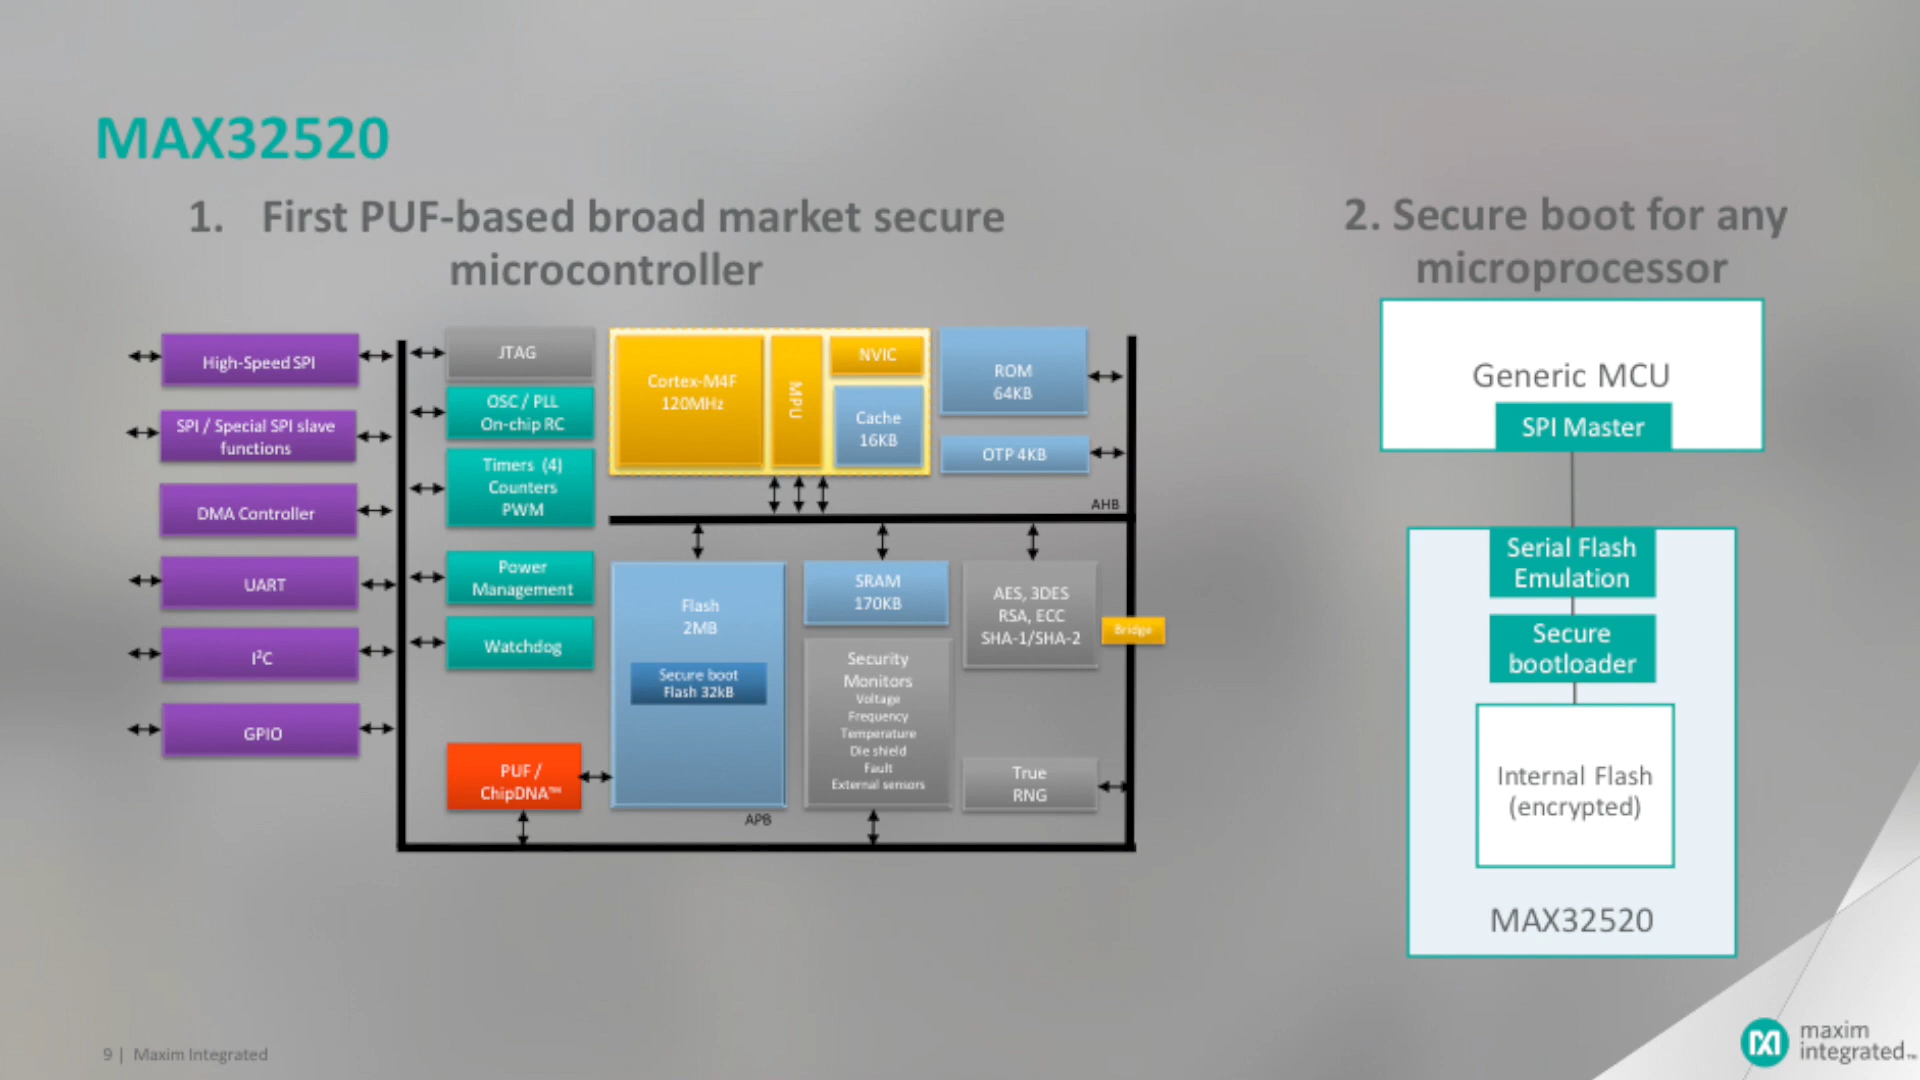 MAX32520
1. First PUF-based broad market secure
microcontroller
2. Secure boot for any
microprocessor
High-Speed SPI
SPI / Special SPI slave
functions
DMA Controller
UART
I²C
GPIO
JTAG
OSC / PLL
On-chip RC
Timers (4)
Counters
PWM
Power
Management
Watchdog
PUF /
ChipDNA™
Cortex-M4F
120MHz
MPU
NVIC
Cache
16KB
ROM
64KB
OTP 4KB
AHB
Flash
2MB
Secure boot
Flash 32kB
SRAM
170KB
Security
Monitors
Voltage
Frequency
Temperature
Die shield
Fault
External sensors
AES, 3DES
RSA, ECC
SHA-1/SHA-2
Bridge
True
RNG
APB
Generic MCU
SPI Master
Serial Flash
Emulation
Secure
bootloader
Internal Flash
(encrypted)
MAX32520
9 | Maxim Integrated
maxim
integrated™